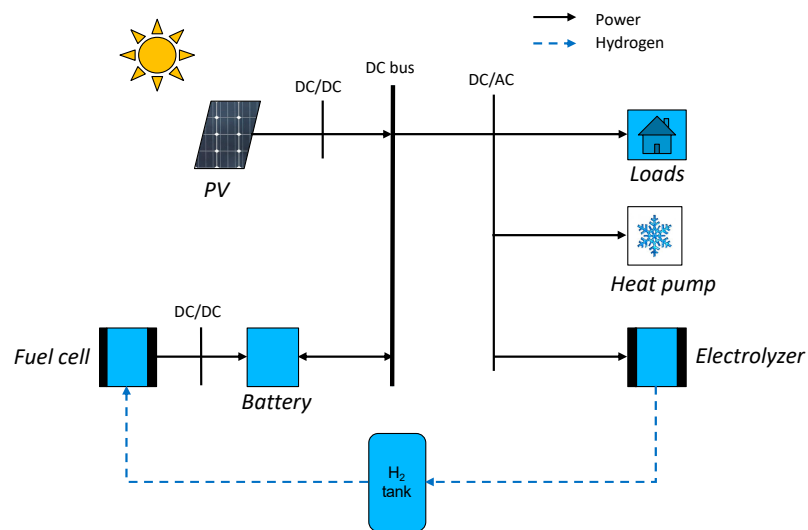 Power
Hydrogen
DC bus
DC/DC
DC/AC
PV
Loads
Heat pump
DC/DC
Fuel cell
Battery
Electrolyzer
H₂
tank